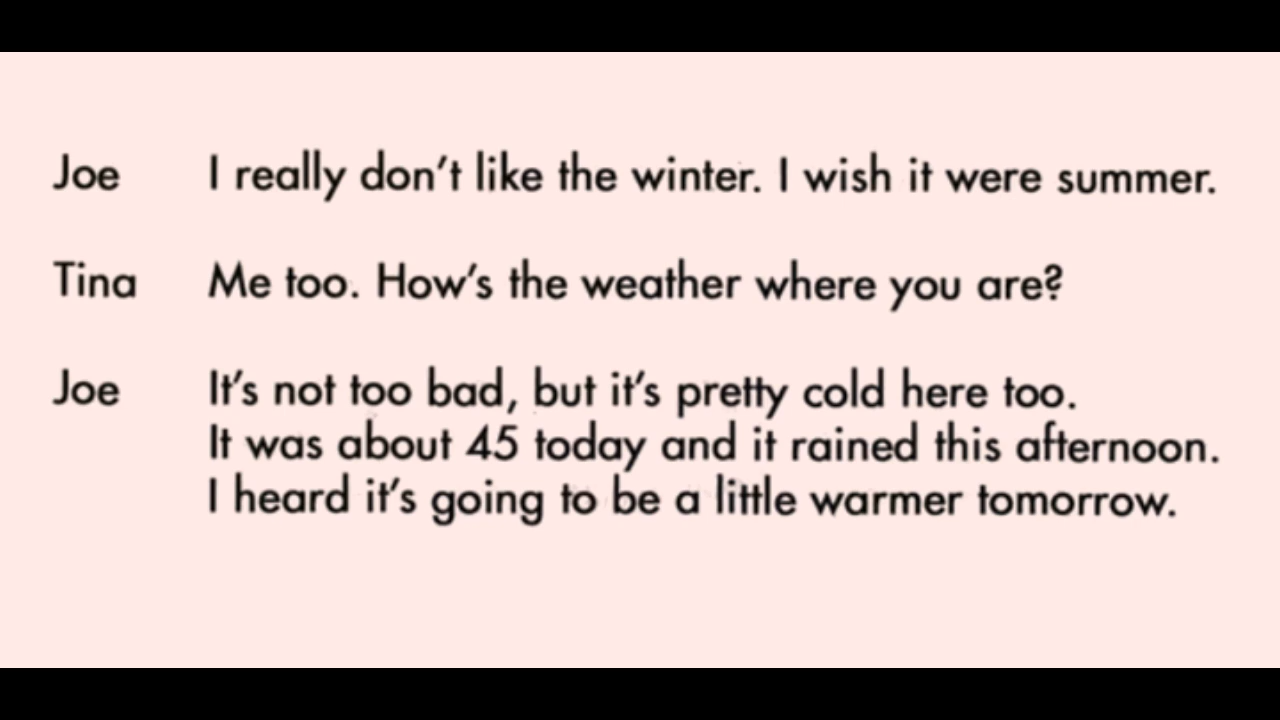 Joe I really don't like the winter. I wish it were summer.
Tina Me too. How's the weather where you are?
Joe It's not too bad, but it's pretty cold here too.
It was about 45 today and it rained this afternoon.
I heard it's going to be a little warmer tomorrow.